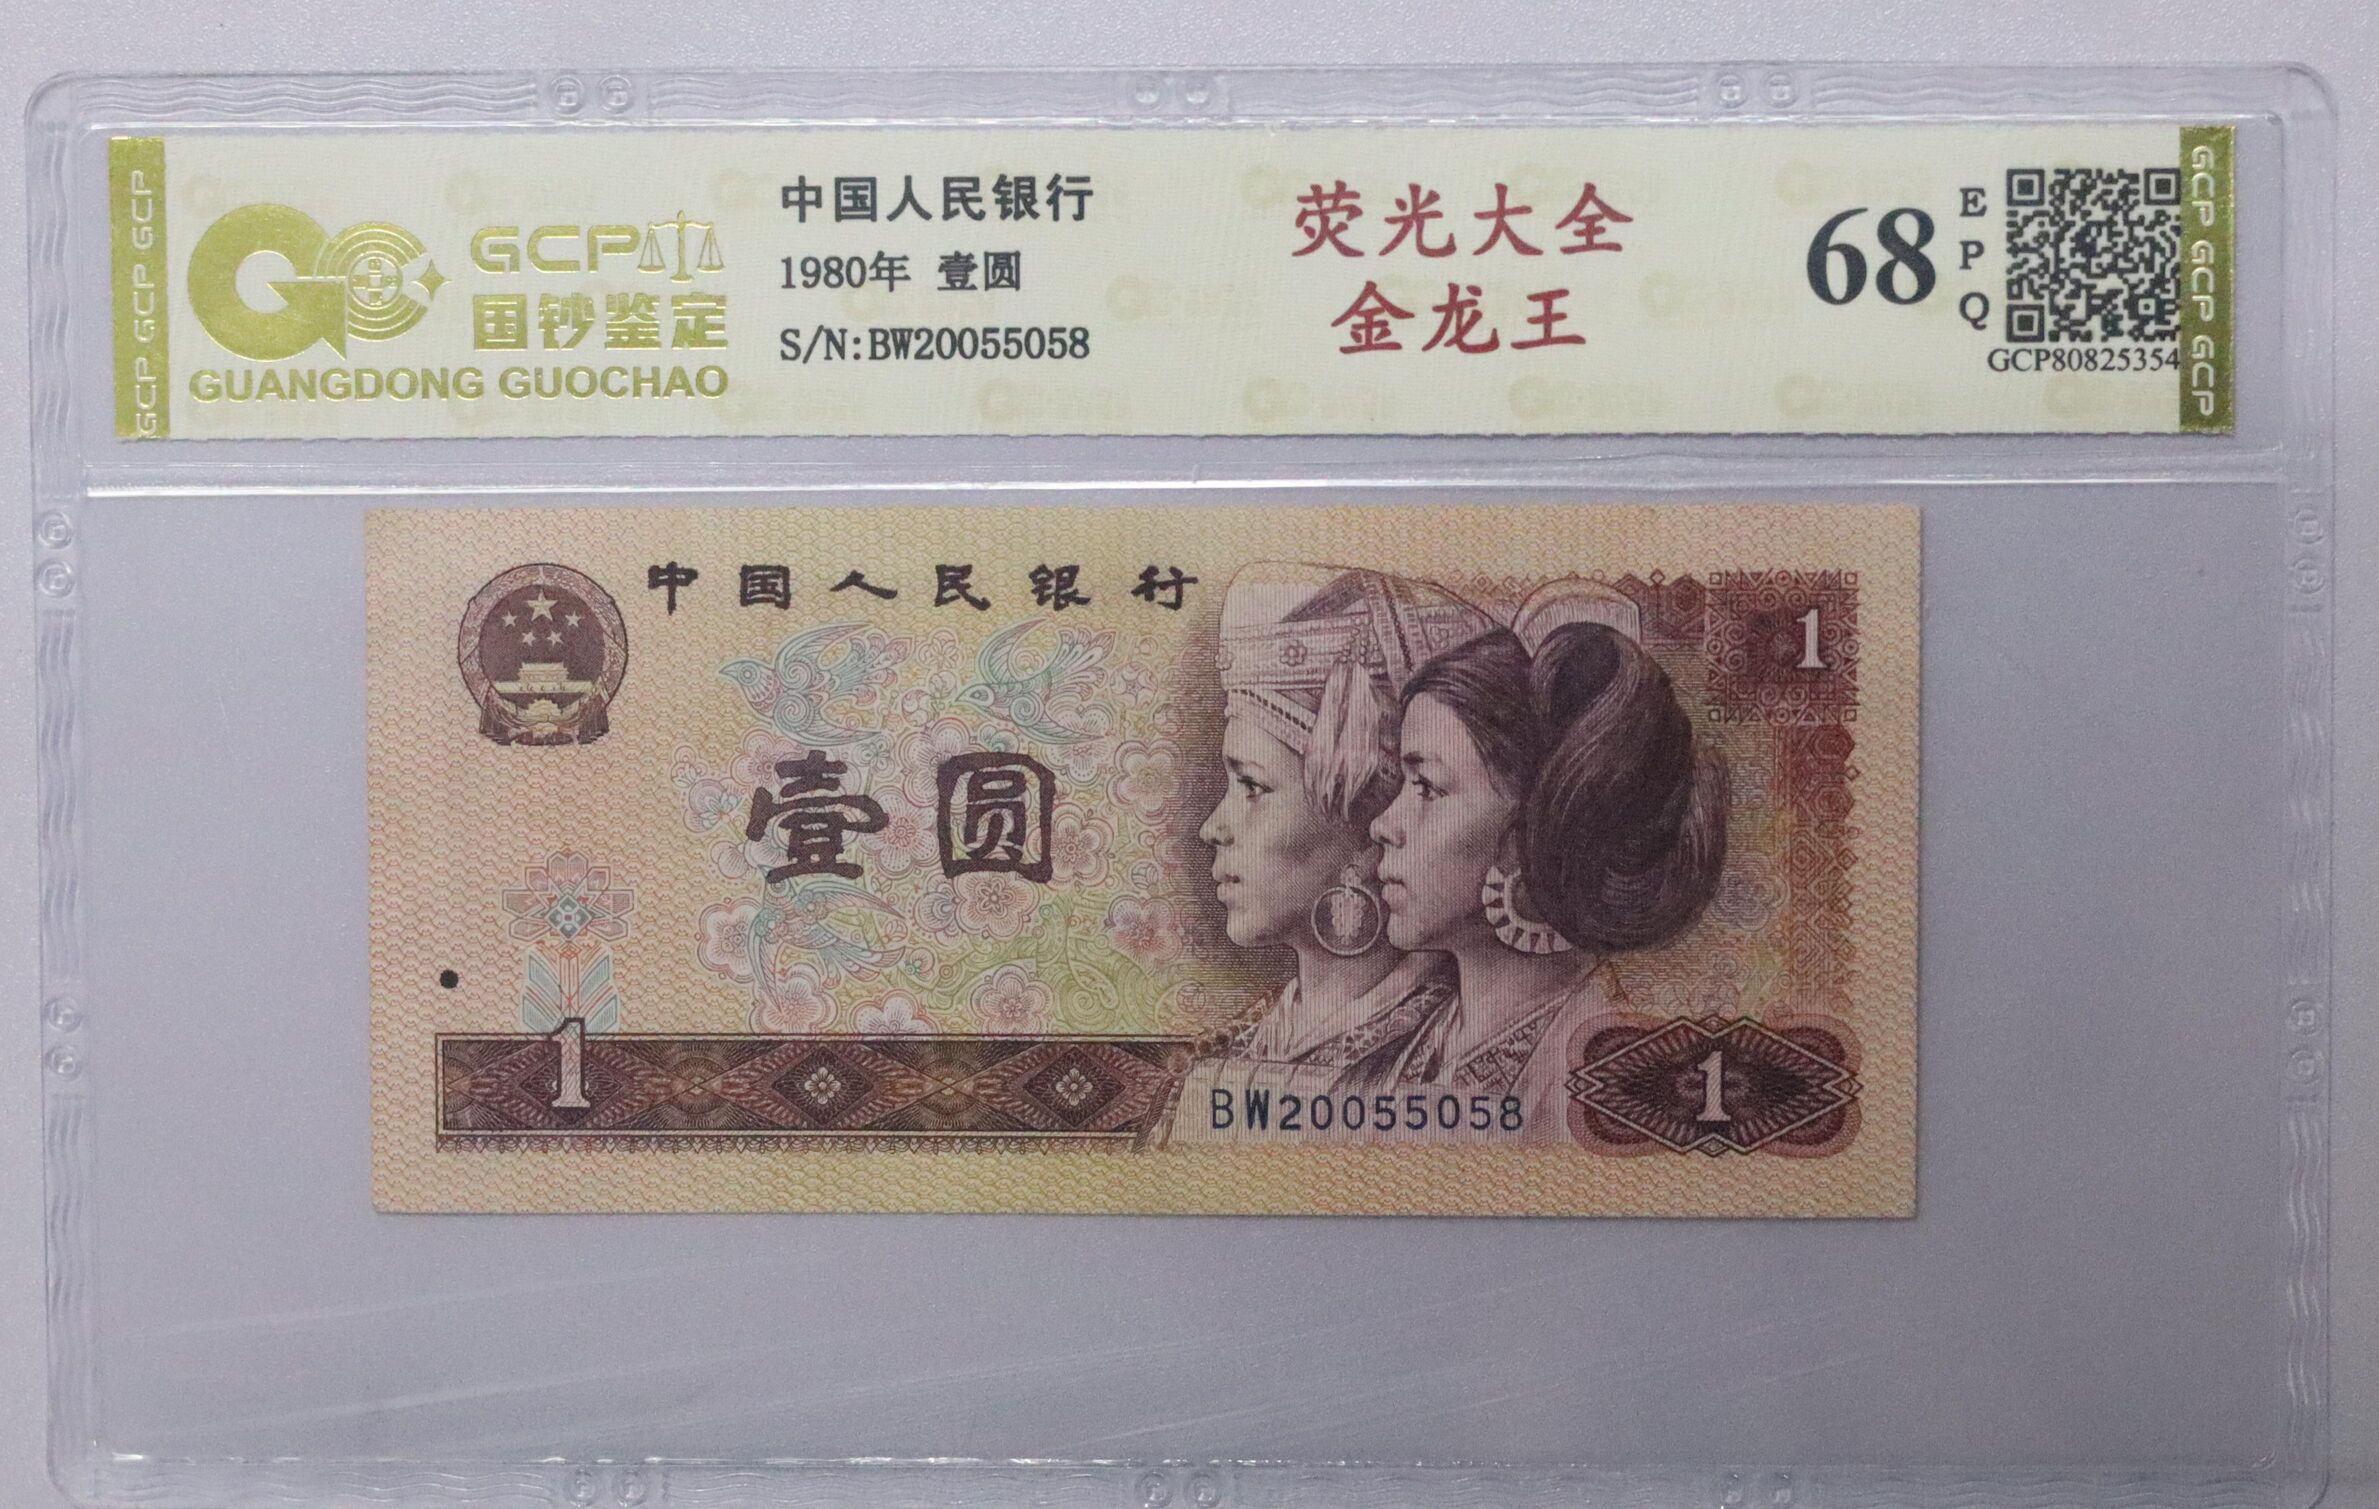 GCP GCP GCP
GCP
国钞鉴定
GUANGDONG GUOCHAO
中国人民银行
1980年 壹圆
S/N:BW20055058
荧光大全
金龙王
68
EPQ
GCP80825354
GCP GCP GCP
中国人民银行
1
壹圆
1
BW20055058
1